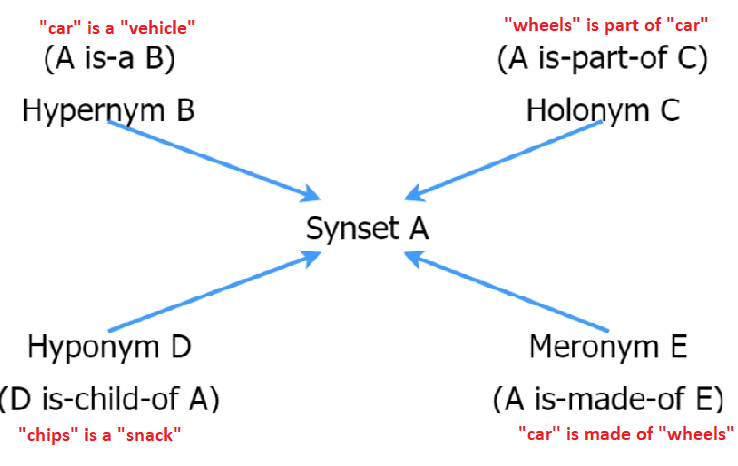 "car" is a "vehicle"
(A is-a B)
Hypernym B
"wheels" is part of "car"
(A is-part-of C)
Holonym C
Synset A
Hyponym D
(D is-child-of A)
"chips" is a "snack"
Meronym E
(A is-made-of E)
"car" is made of "wheels"